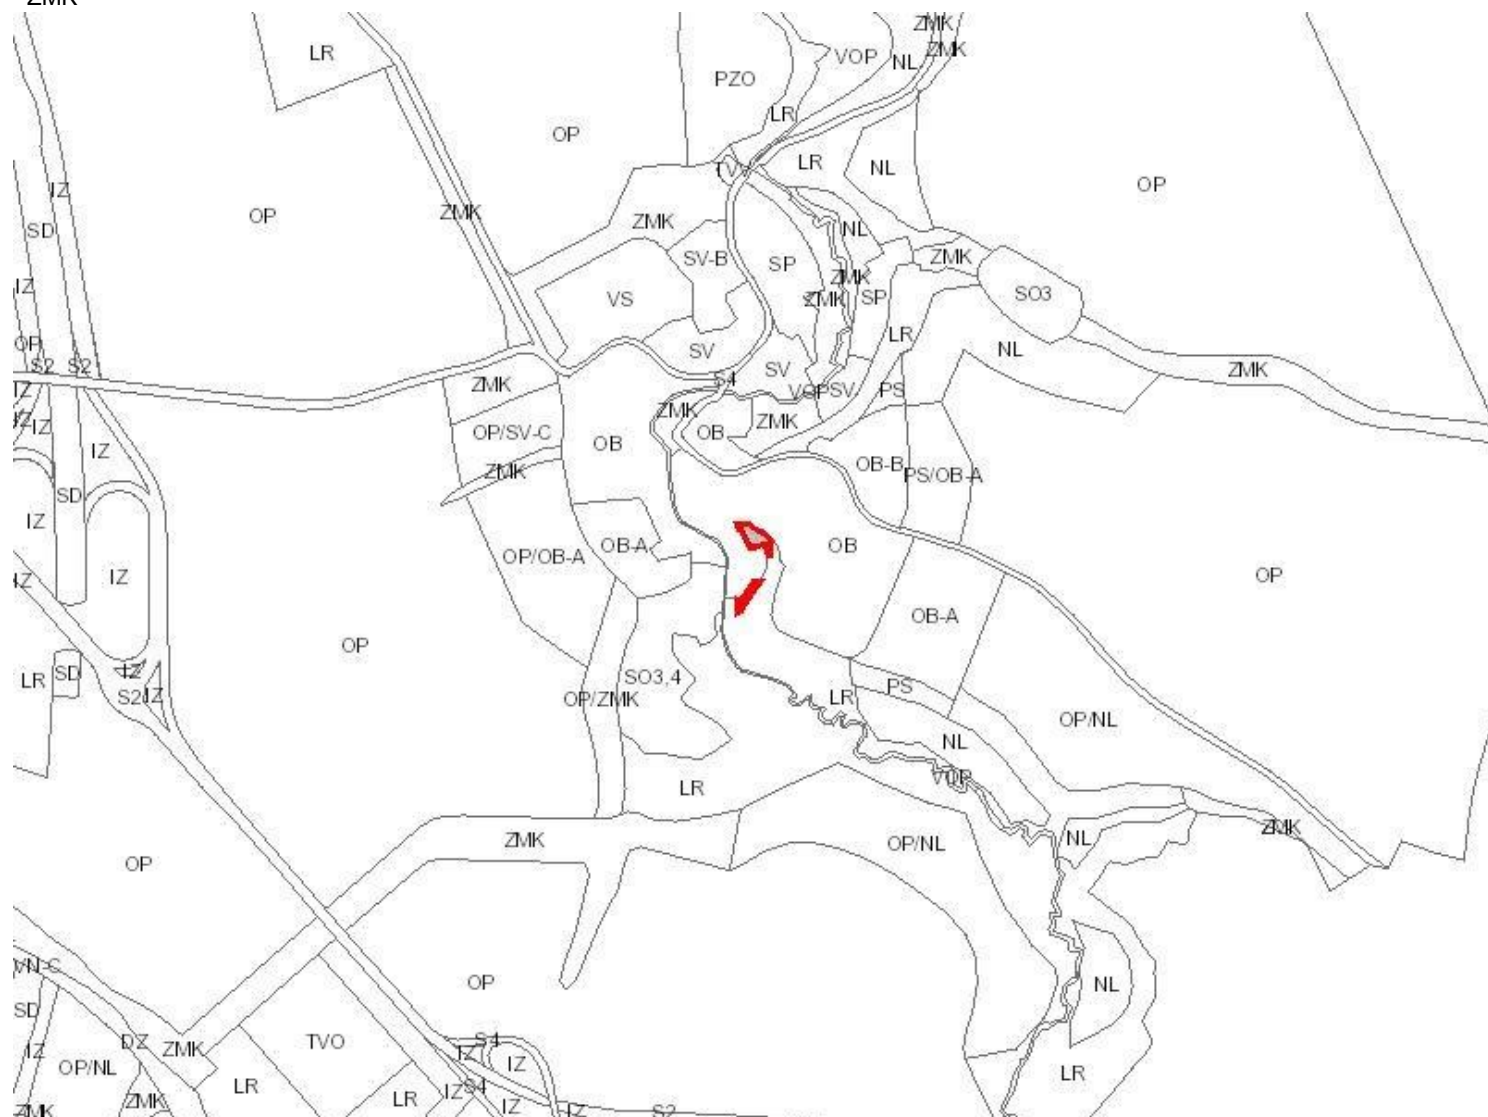 ZMK
ZMK
LR
VOP
ZMK
NL
PZO
LR
OP
LR
NL
OP
IZ
OP
ZMK
ZMK
SD
NL
SV-B
SP
ZMK
ZMK
IZ
VS
ZMK
SP
SO3
LR
OP
SV
NL
S2
S2
SV
S4
ZMK
IZ
ZMK
VOP
SV
PS
ZMK
IZ
IZ
OP/SV-C
OB
OB
ZMK
IZ
ZMK
OB-B
PS/OB-A
SD
IZ
OB-A
OB
OP/OB-A
IZ
IZ
OP
OB-A
OP
LR
SD
IZ
SO3,4
PS
S2
IZ
OP/ZMK
LR
OP/NL
NL
VOP
LR
ZMK
ZMK
OP/NL
NL
OP
VN-C
OP
NL
SD
DZ
TVO
S4
IZ
ZMK
IZ
IZ
OP/NL
LR
LR
IZ
S4
LR
ZMK
ZMK
IZ
IZ
S2